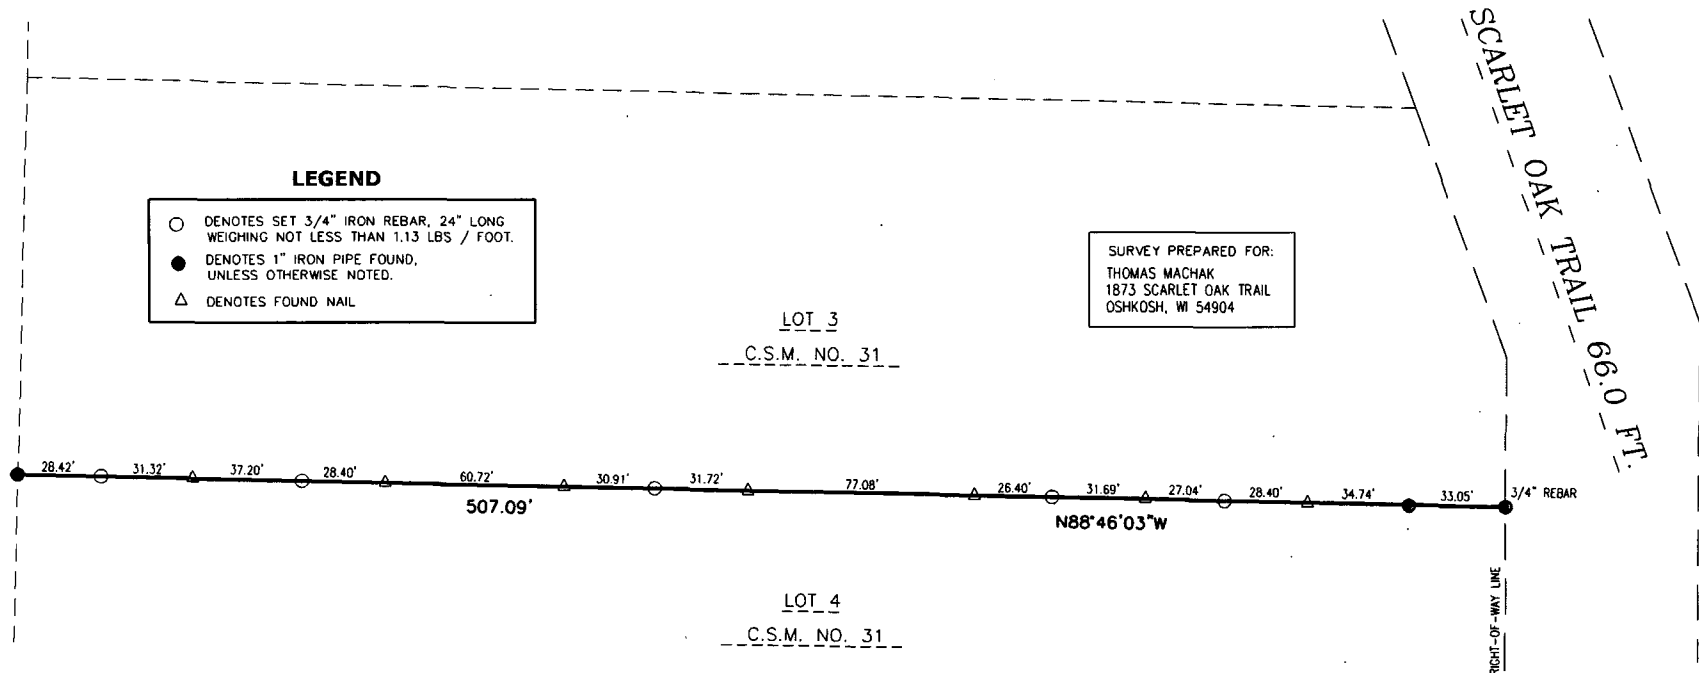 SCARLET OAK TRAIL 66.0 FT.
LEGEND
DENOTES SET 3/4" IRON REBAR, 24" LONG
WEIGHING NOT LESS THAN 1.13 LBS / FOOT.
DENOTES 1" IRON PIPE FOUND,
UNLESS OTHERWISE NOTED.
DENOTES FOUND NAIL
SURVEY PREPARED FOR:
THOMAS MACHAK
1873 SCARLET OAK TRAIL
OSHKOSH, WI 54904
LOT 3
C.S.M. NO. 31
28.42' 31.32' 37.20' 28.40' 60.72' 30.91' 31.72' 77.08' 26.40' 31.69' 27.04' 28.40' 34.74' 33.05' 3/4" REBAR
507.09' N88°46'03"W
LOT 4
C.S.M. NO. 31
RIGHT-OF-WAY LINE